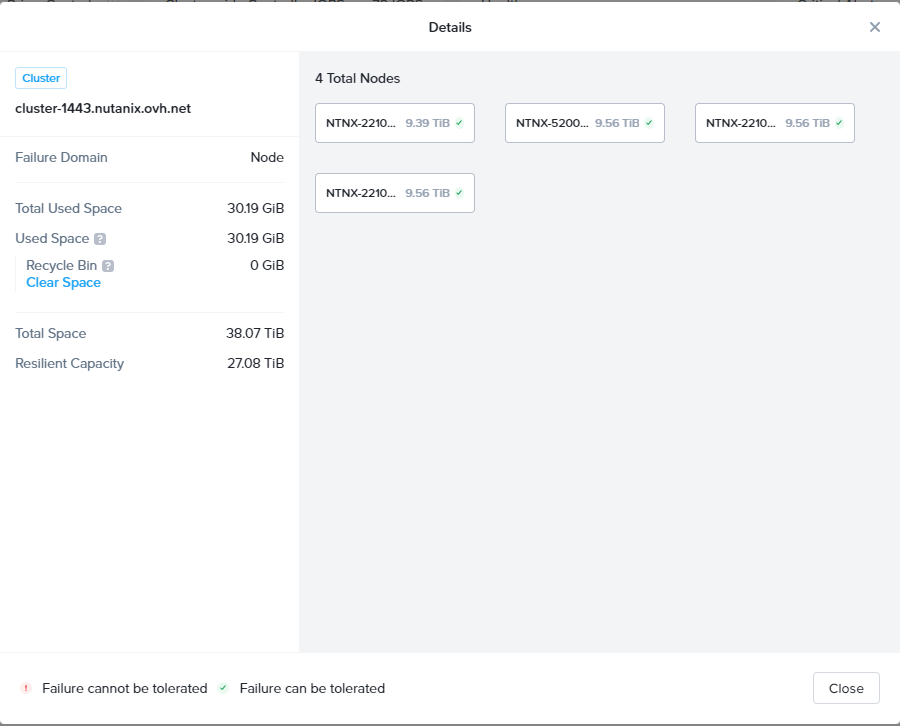 Details
Cluster
cluster-1443.nutanix.ovh.net
Failure Domain Node
Total Used Space 30.19 GiB
Used Space ? 30.19 GiB
Recycle Bin ? 0 GiB
Clear Space
Total Space 38.07 TiB
Resilient Capacity 27.08 TiB
4 Total Nodes
NTNX-2210... 9.39 TiB
NTNX-5200... 9.56 TiB
NTNX-2210... 9.56 TiB
NTNX-2210... 9.56 TiB
Failure cannot be tolerated
Failure can be tolerated
Close